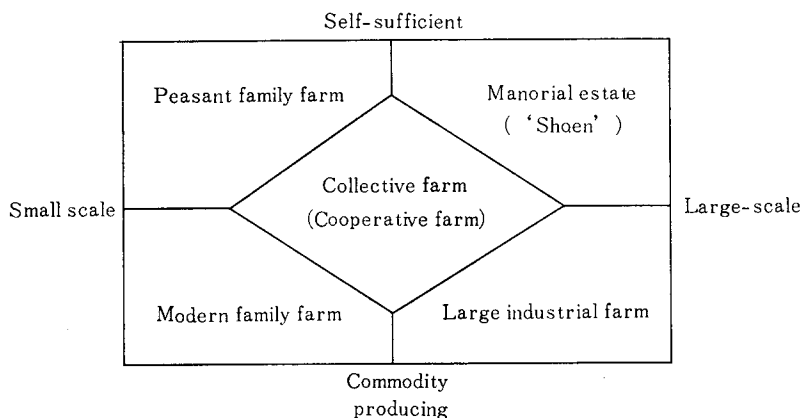 Self-sufficient
Peasant family farm
Manorial estate
( ‘Shoen’ )
Collective farm
(Cooperative farm)
Small scale
Large-scale
Modern family farm
Large industrial farm
Commodity
producing